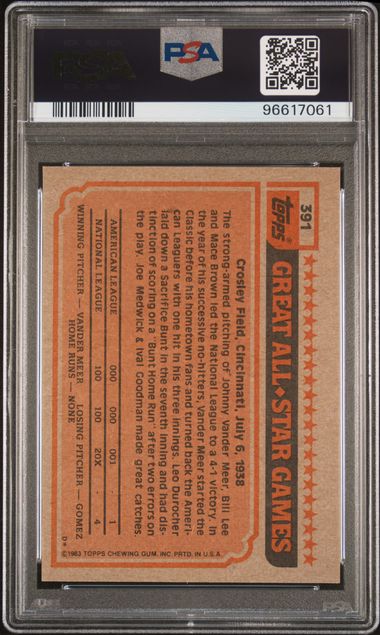 PSA
PSA
96617061
391
topps®
GREAT ALL★STAR GAMES
Crosley Field, Cincinnati, July 6, 1938
The strong-armed pitching of Johnny Vander Meer, Bill Lee
and Mace Brown led the National League to a 4-1 victory. In
the year of his successive no-hitters, Vander Meer started the
Classic before his hometown fans and turned back the Ameri-
can Leaguers with one hit in his three innings. Leo Durocher
laid down a Sacrifice Bunt in the seventh inning and had dis-
tinction of scoring on a "Bunt Home Run" after two errors on
the play. Joe Medwick & Ival Goodman made great catches.
AMERICAN LEAGUE 000 000 001 - 1
NATIONAL LEAGUE 100 100 20X - 4
WINNING PITCHER — VANDER MEER LOSING PITCHER — GOMEZ
HOME RUNS — NONE
D*
©1983 TOPPS CHEWING GUM, INC. PRTD. IN U.S.A.